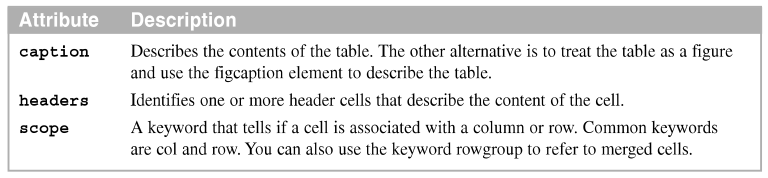 Attribute Description
caption Describes the contents of the table. The other alternative is to treat the table as a figure
and use the figcaption element to describe the table.
headers Identifies one or more header cells that describe the content of the cell.
scope A keyword that tells if a cell is associated with a column or row. Common keywords
are col and row. You can also use the keyword rowgroup to refer to merged cells.